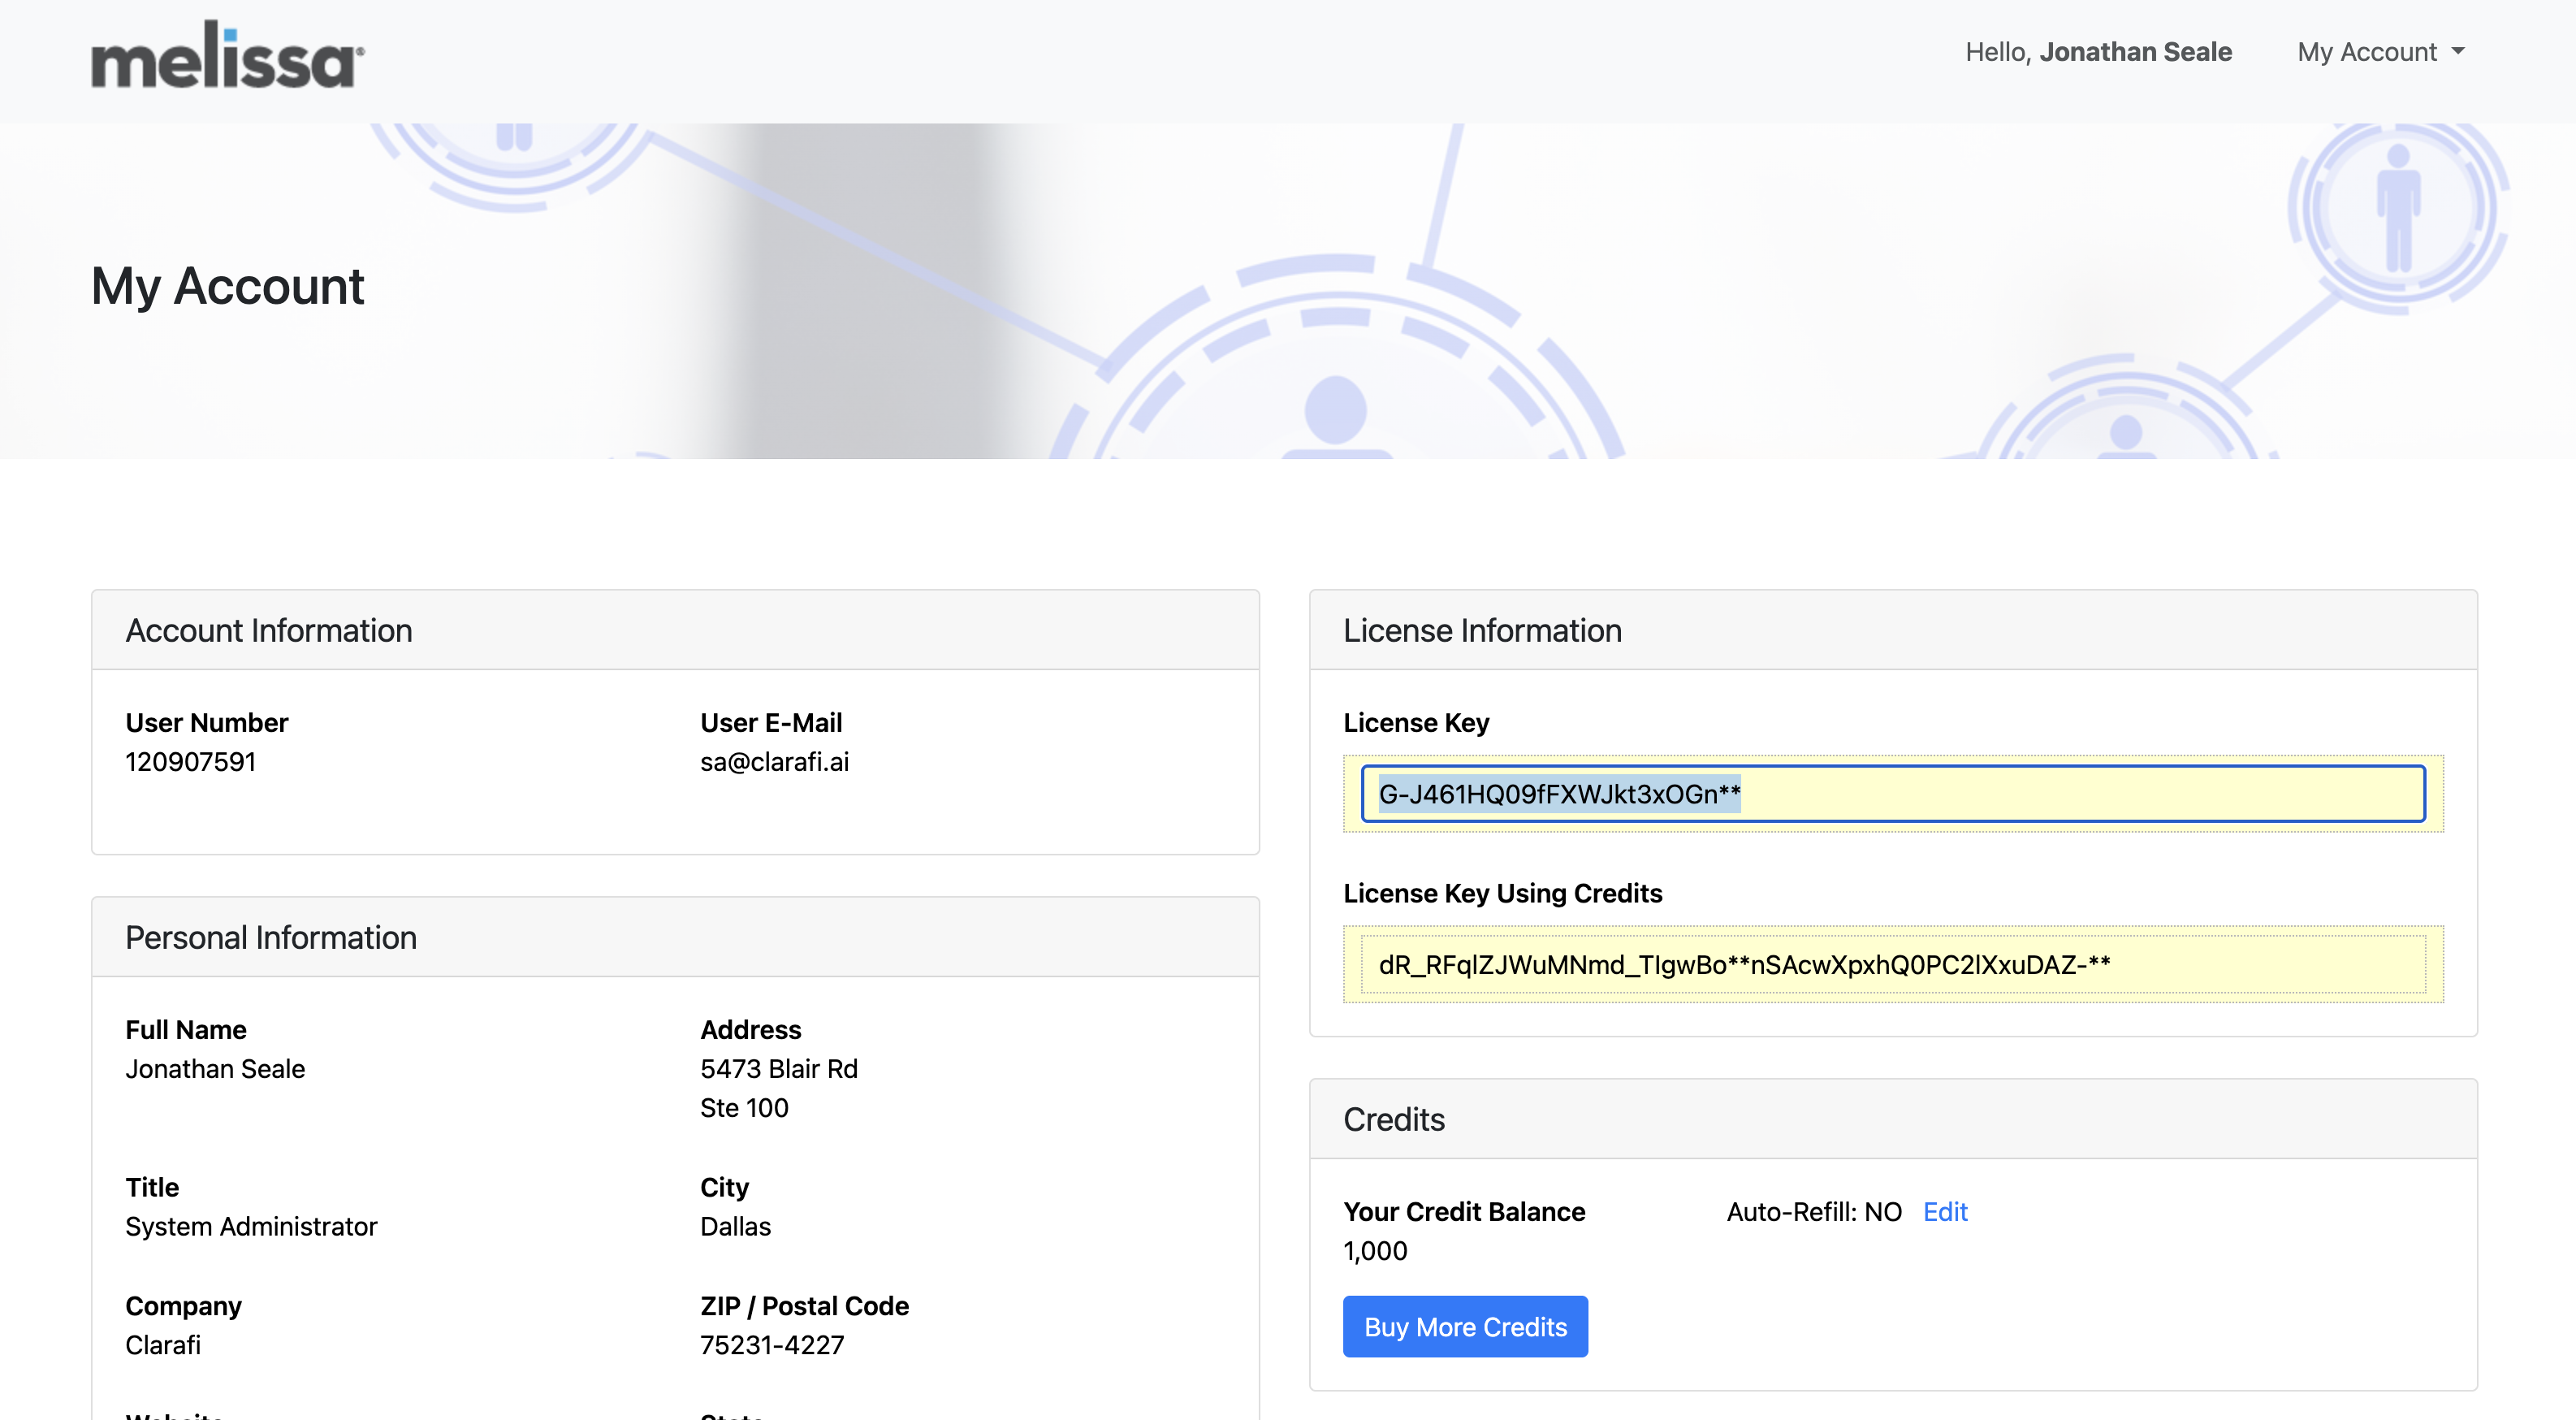 melissa
Hello, Jonathan Seale
My Account
My Account
Account Information
User Number
120907591
User E-Mail
sa@clarafi.ai
Personal Information
Full Name
Jonathan Seale
Address
5473 Blair Rd
Ste 100
Title
System Administrator
City
Dallas
Company
Clarafi
ZIP / Postal Code
75231-4227
License Information
License Key
G-J461HQ09fFXWJkt3xOGn**
License Key Using Credits
dR_RFqlZJWuMNmd_TIgwBo**nSAcwXpxhQ0PC2lXxuDAZ-**
Credits
Your Credit Balance
1,000
Auto-Refill: NO Edit
Buy More Credits